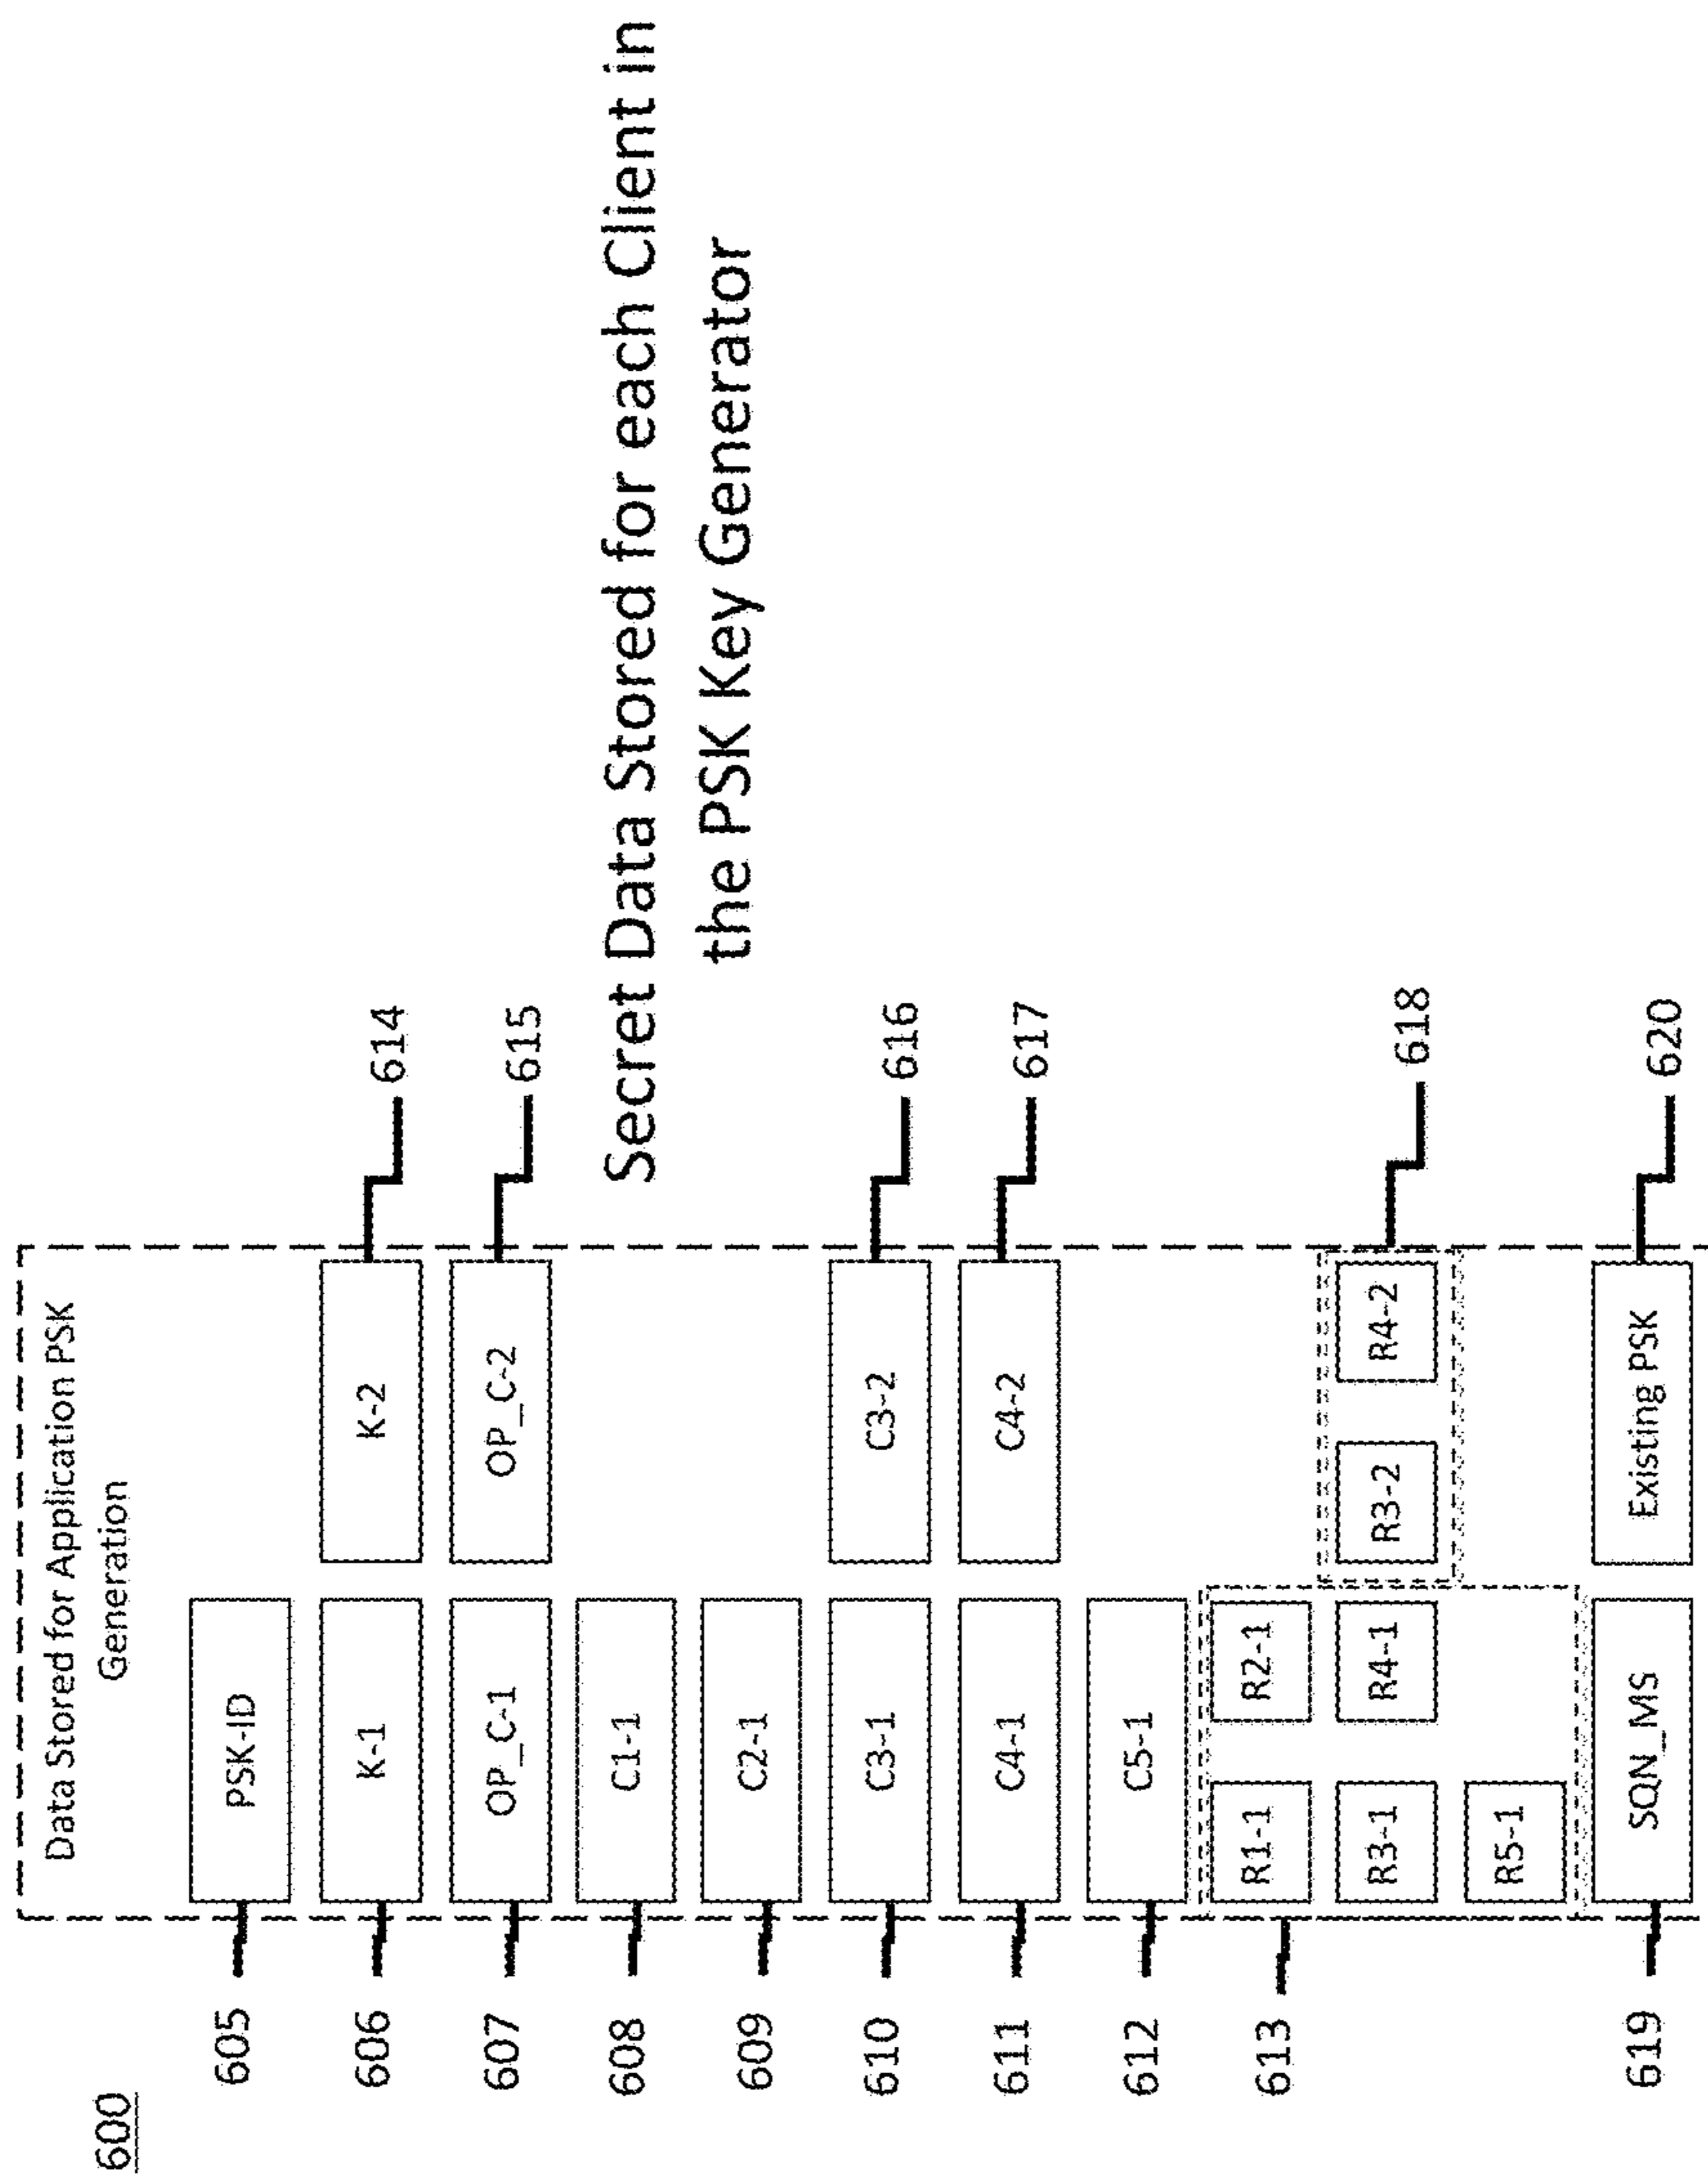 600
Data Stored for Application PSK
Generation
605
PSK-ID
606
K-1
K-2
614
607
OP_C-1
OP_C-2
615
608
C1-1
609
C2-1
610
C3-1
C3-2
616
611
C4-1
C4-2
617
612
C5-1
613
R1-1
R2-1
R3-1
R4-1
R3-2
R4-2
618
R5-1
619
SQN_MS
Existing PSK
620
Secret Data Stored for each Client in
the PSK Key Generator